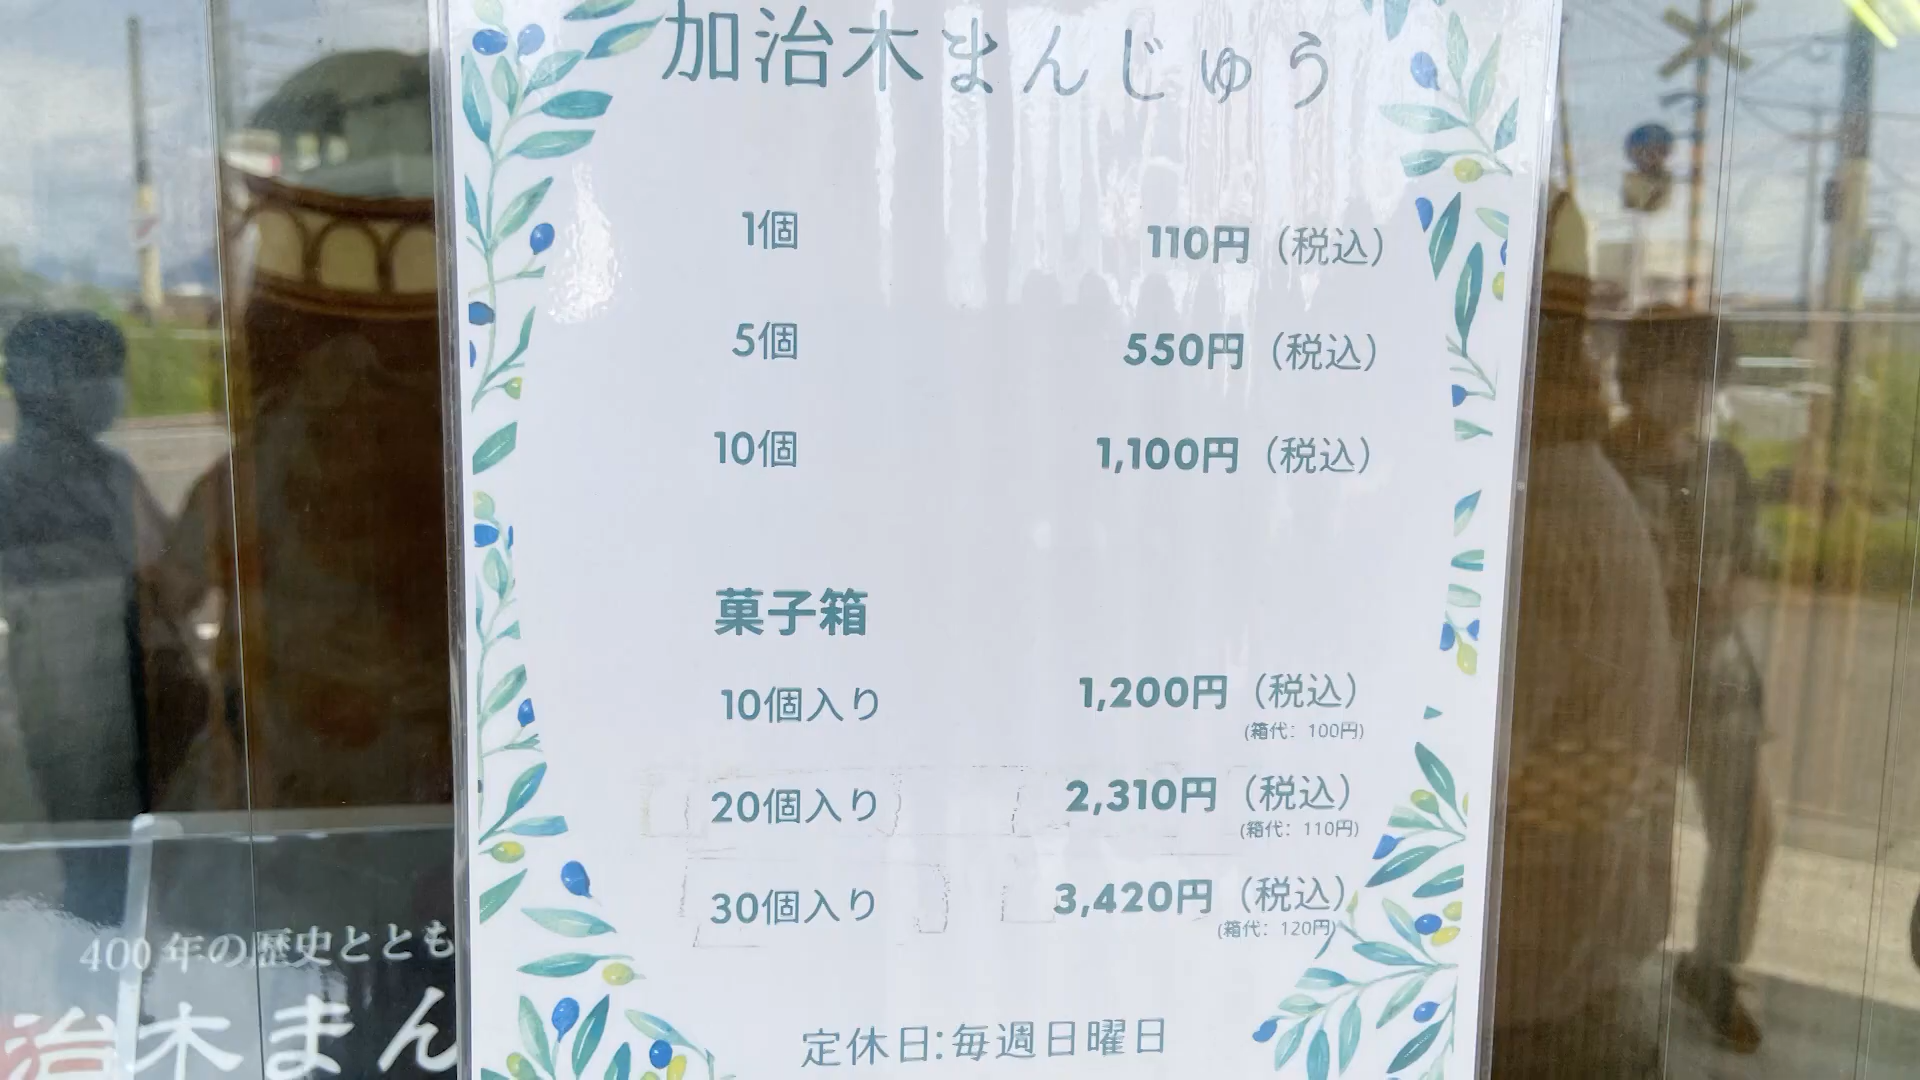 加治木まんじゅう
1個 110円（税込）
5個 550円（税込）
10個 1,100円（税込）
菓子箱
10個入り 1,200円（税込）
(箱代：100円)
20個入り 2,310円（税込）
(箱代：110円)
30個入り 3,420円（税込）
(箱代：120円)
定休日:毎週日曜日
400年の歴史ととも
治木まん